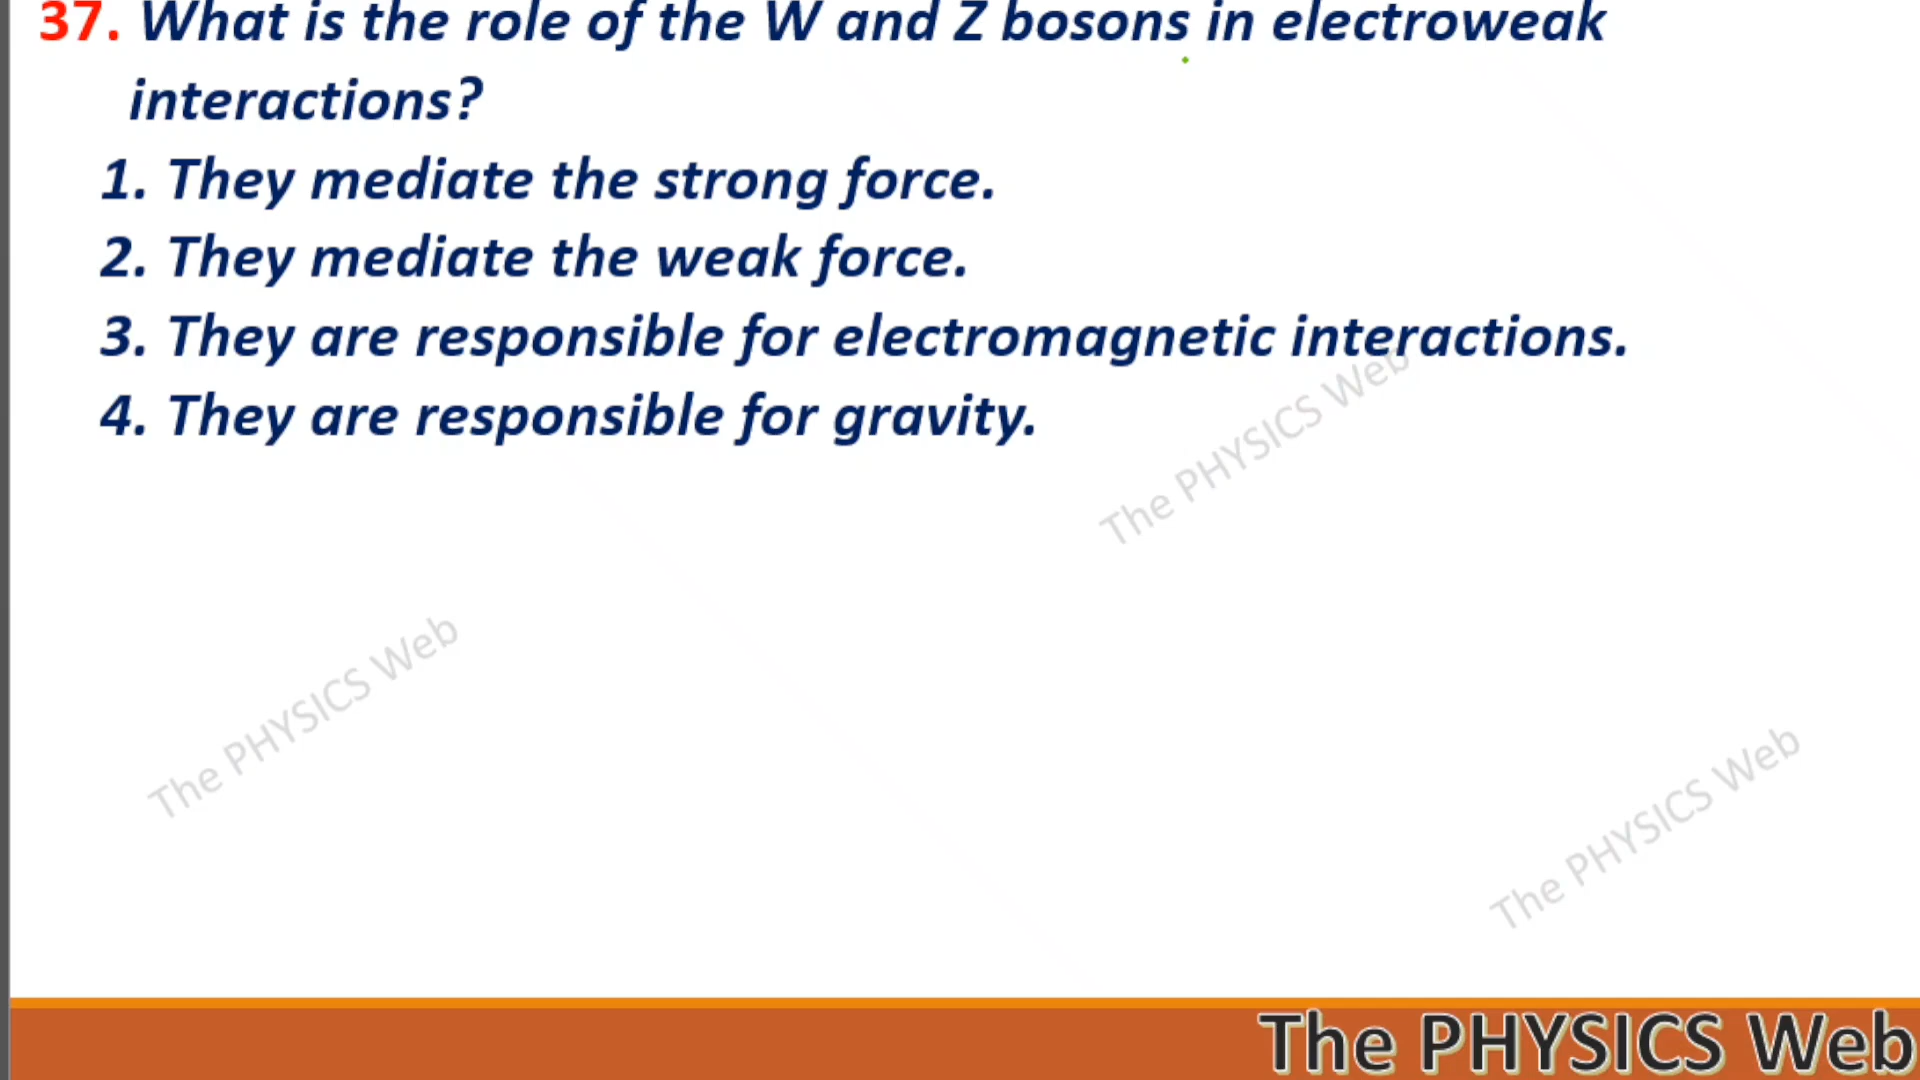 37. What is the role of the W and Z bosons in electroweak
interactions?
1. They mediate the strong force.
2. They mediate the weak force.
3. They are responsible for electromagnetic interactions.
4. They are responsible for gravity.
The PHYSICS Web
The PHYSICS Web
The PHYSICS Web
The PHYSICS Web